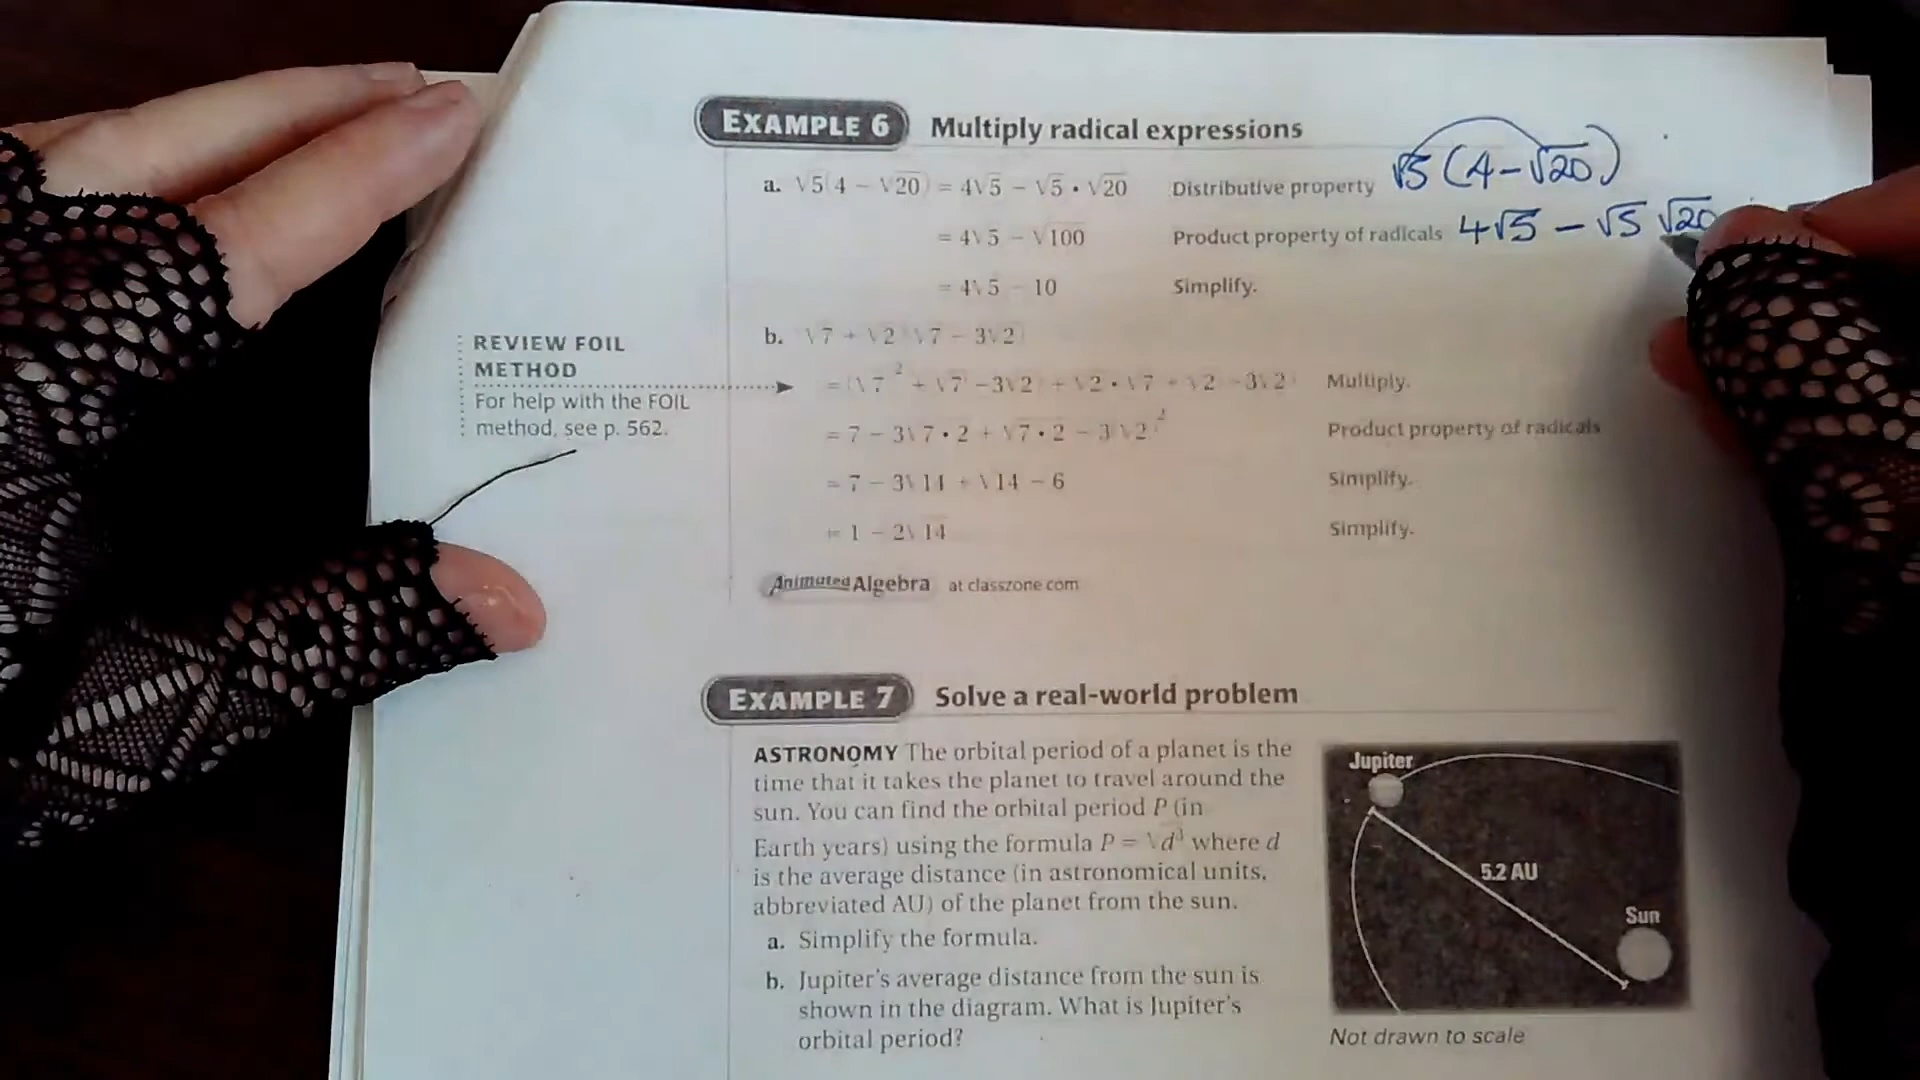 EXAMPLE 6 Multiply radical expressions
a. √5(4 − √20) = 4√5 − √5 • √20 Distributive property √5 (4−√20)
= 4√5 − √100 Product property of radicals 4√5 − √5 √20
= 4√5 − 10 Simplify.
b. (√7 + √2)(√7 − 3√2)
REVIEW FOIL
METHOD
For help with the FOIL
method, see p. 562.
= (√7)² + √7(−3√2) + √2 • √7 + √2(−3√2) Multiply.
= 7 − 3√7 • 2 + √7 • 2 − 3(√2)² Product property of radicals
= 7 − 3√14 + √14 − 6 Simplify.
= 1 − 2√14 Simplify.
Animated Algebra at classzone.com
EXAMPLE 7 Solve a real-world problem
ASTRONOMY The orbital period of a planet is the
time that it takes the planet to travel around the
sun. You can find the orbital period P (in
Earth years) using the formula P = √d³ where d
is the average distance (in astronomical units,
abbreviated AU) of the planet from the sun.
a. Simplify the formula.
b. Jupiter's average distance from the sun is
shown in the diagram. What is Jupiter's
orbital period?
Jupiter
5.2 AU
Sun
Not drawn to scale